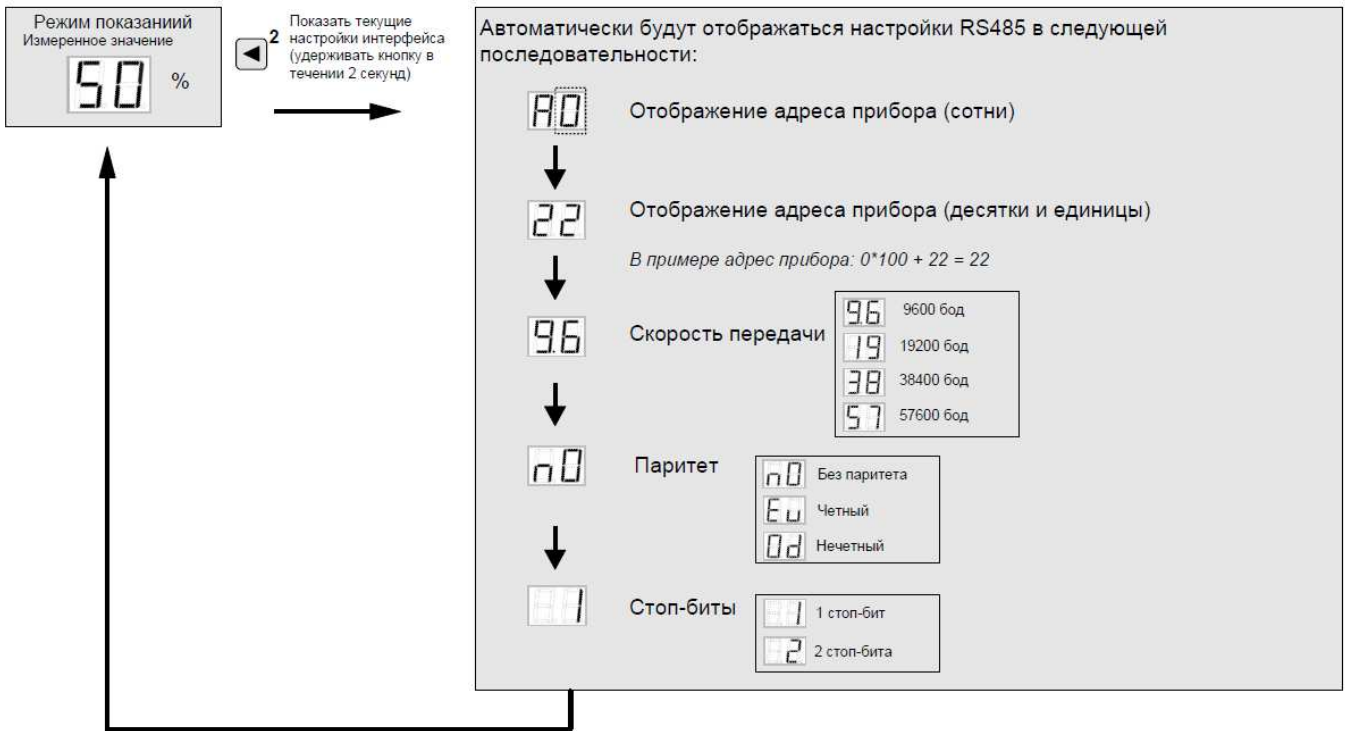 Режим показаниий
Измеренное значение
50 %
2
Показать текущие
настройки интерфейса
(удерживать кнопку в
течении 2 секунд)
Автоматически будут отображаться настройки RS485 в следующей
последовательности:
A0 Отображение адреса прибора (сотни)
22 Отображение адреса прибора (десятки и единицы)
В примере адрес прибора: 0*100 + 22 = 22
9.6 Скорость передачи
9.6 9600 бод
19 19200 бод
38 38400 бод
57 57600 бод
n0 Паритет
n0 Без паритета
Eu Четный
0d Нечетный
1 Стоп-биты
1 1 стоп-бит
2 2 стоп-бита